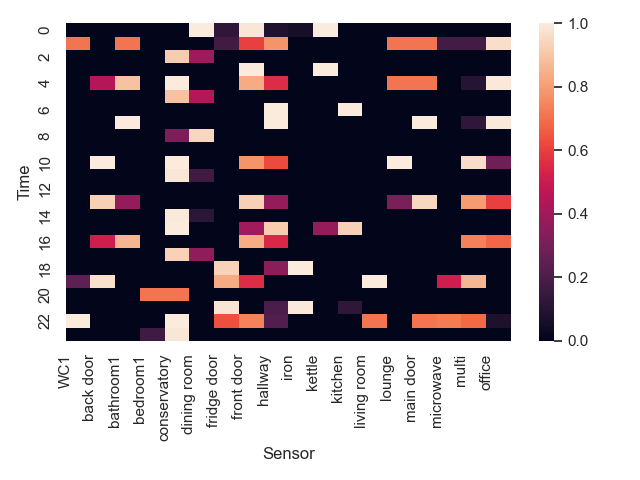 0
2
4
6
8
10
12
14
16
18
20
22
Time
WC1
back door
bathroom1
bedroom1
conservatory
dining room
fridge door
front door
hallway
iron
kettle
kitchen
living room
lounge
main door
microwave
multi
office
Sensor
1.0
0.8
0.6
0.4
0.2
0.0